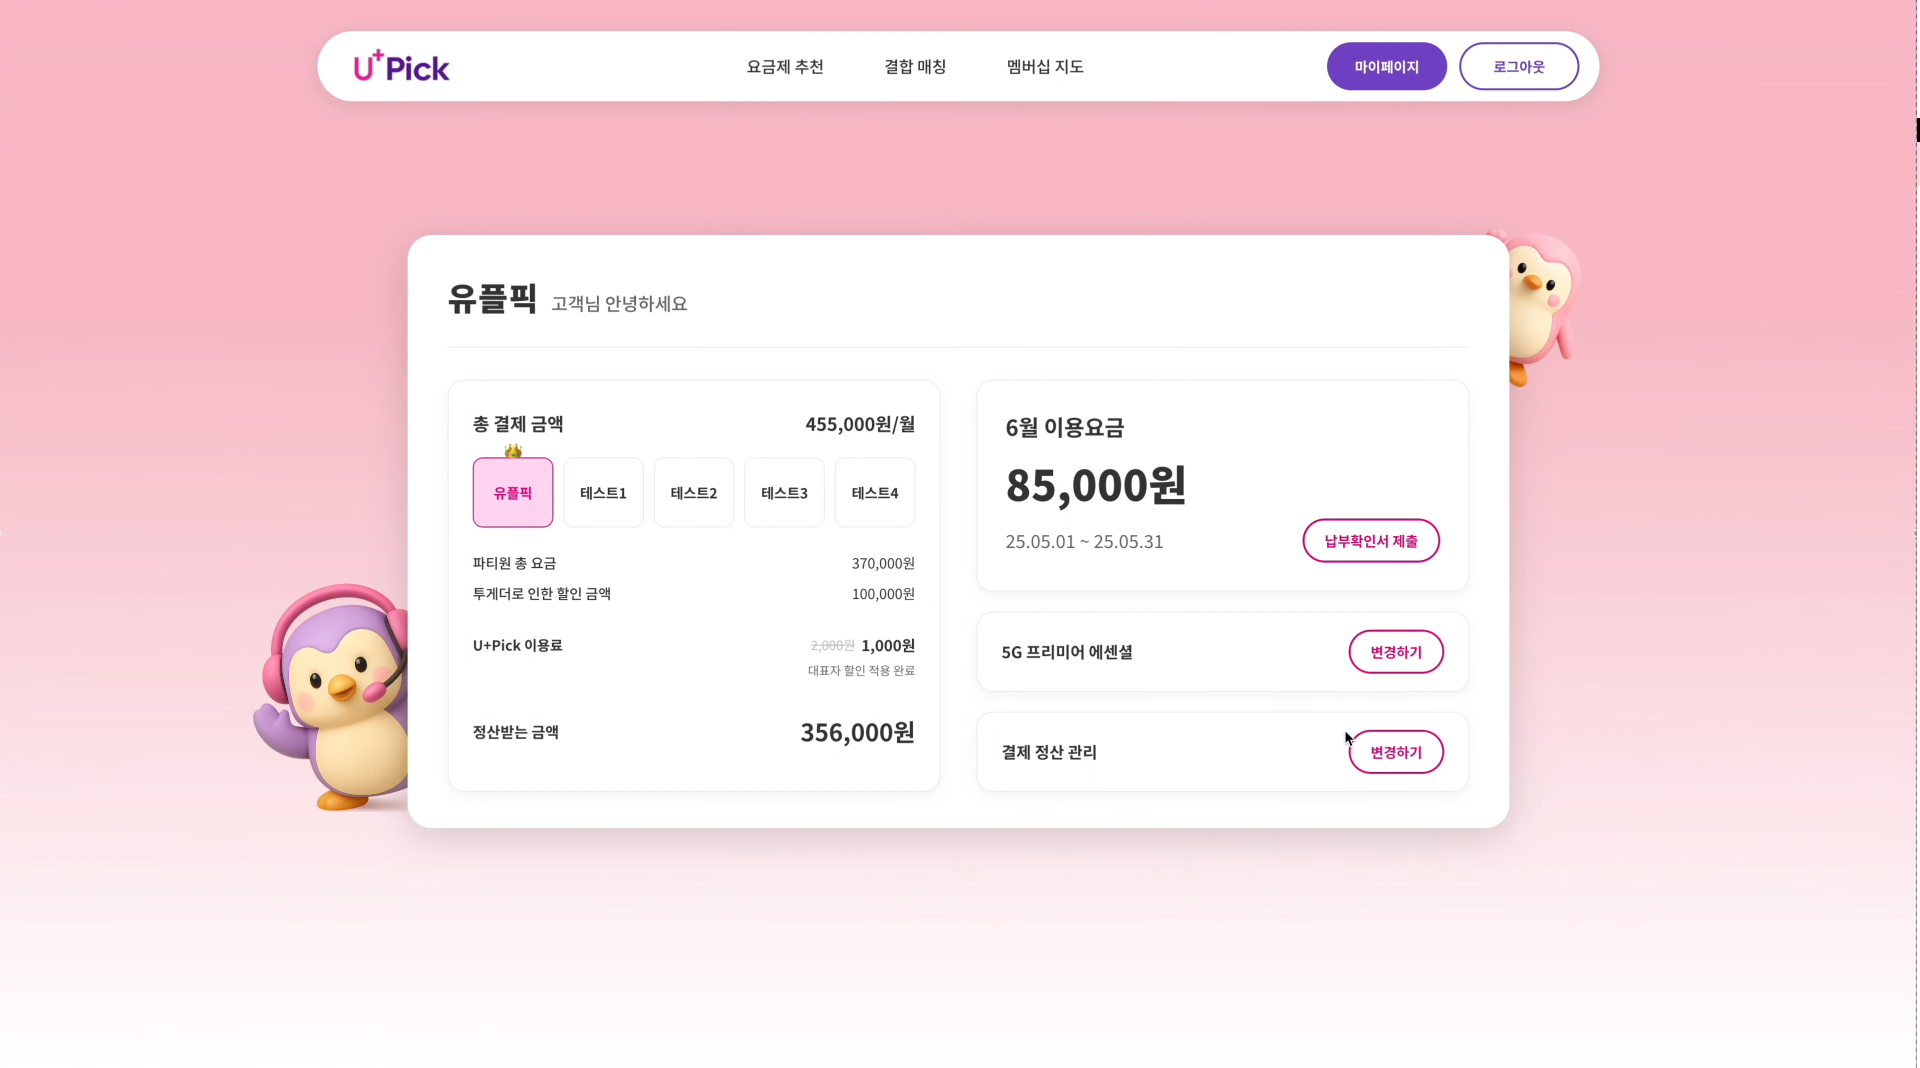 U+Pick
요금제 추천
결합 매칭
멤버십 지도
마이페이지
로그아웃
유플픽 고객님 안녕하세요
총 결제 금액 455,000원/월
유플픽
테스트1
테스트2
테스트3
테스트4
파티원 총 요금 370,000원
투게더로 인한 할인 금액 100,000원
U+Pick 이용료 2,000원 1,000원
대표자 할인 적용 완료
정산받는 금액 356,000원
6월 이용요금
85,000원
25.05.01 ~ 25.05.31
납부확인서 제출
5G 프리미어 에센셜
변경하기
결제 정산 관리
변경하기